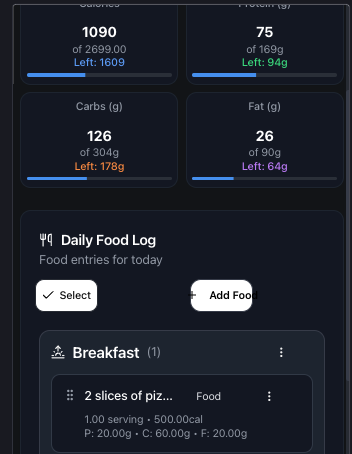 Calories
Protein (g)
1090
75
of 2699.00
of 169g
Left: 1609
Left: 94g
Carbs (g)
Fat (g)
126
26
of 304g
of 90g
Left: 178g
Left: 64g
Daily Food Log
Food entries for today
Select
+ Add Food
Breakfast (1)
2 slices of piz... Food
1.00 serving • 500.00cal
P: 20.00g • C: 60.00g • F: 20.00g